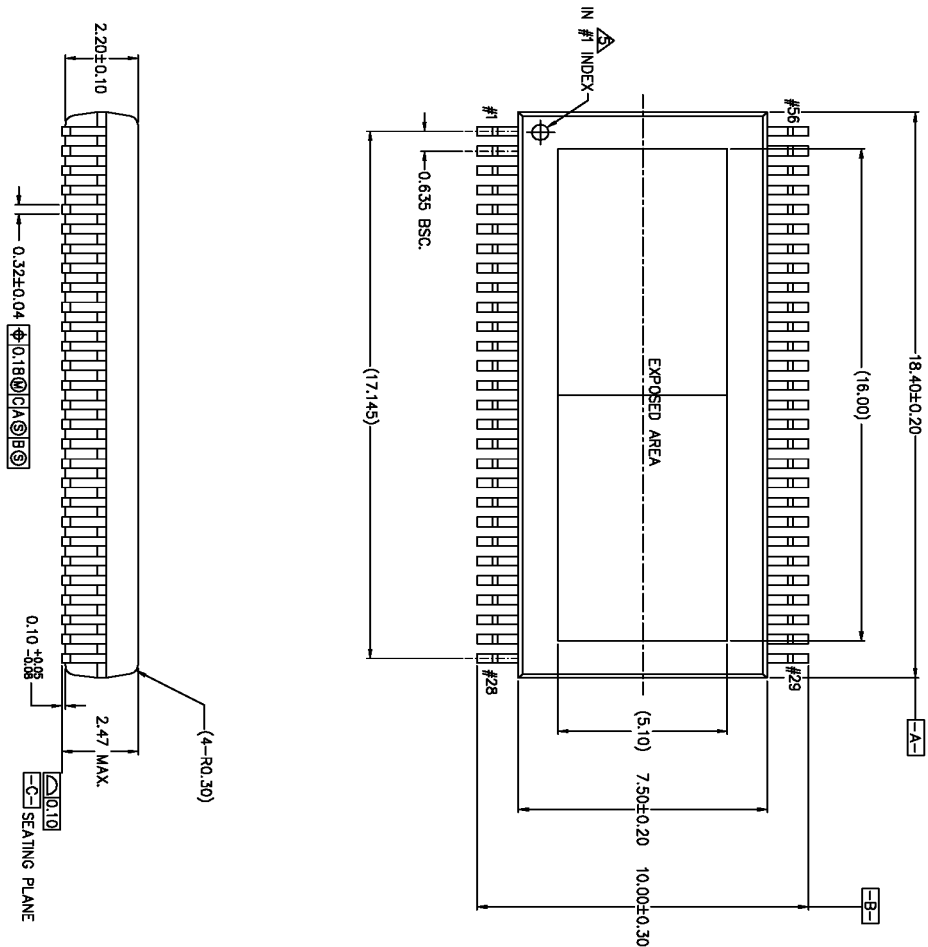 IN #1 INDEX
5
#1
#56
#28
#29
0.635 BSC.
(17.145)
EXPOSED AREA
(16.00)
18.40±0.20
-A-
(5.10)
7.50±0.20
10.00±0.30
-B-
2.20±0.10
0.32±0.04
⌖ 0.18ⓂCAⓈBⓈ
0.10 +0.05
-0.08
2.47 MAX.
(4-R0.30)
⌓ 0.10
-C- SEATING PLANE